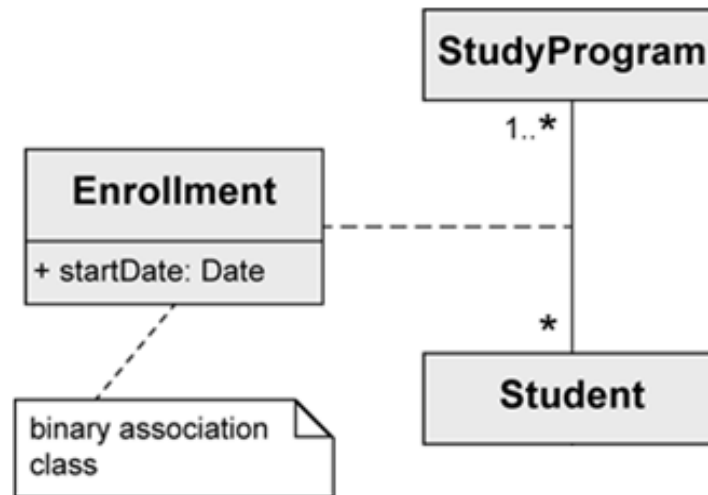 StudyProgram
1..*
Enrollment
+ startDate: Date
*
Student
binary association
class